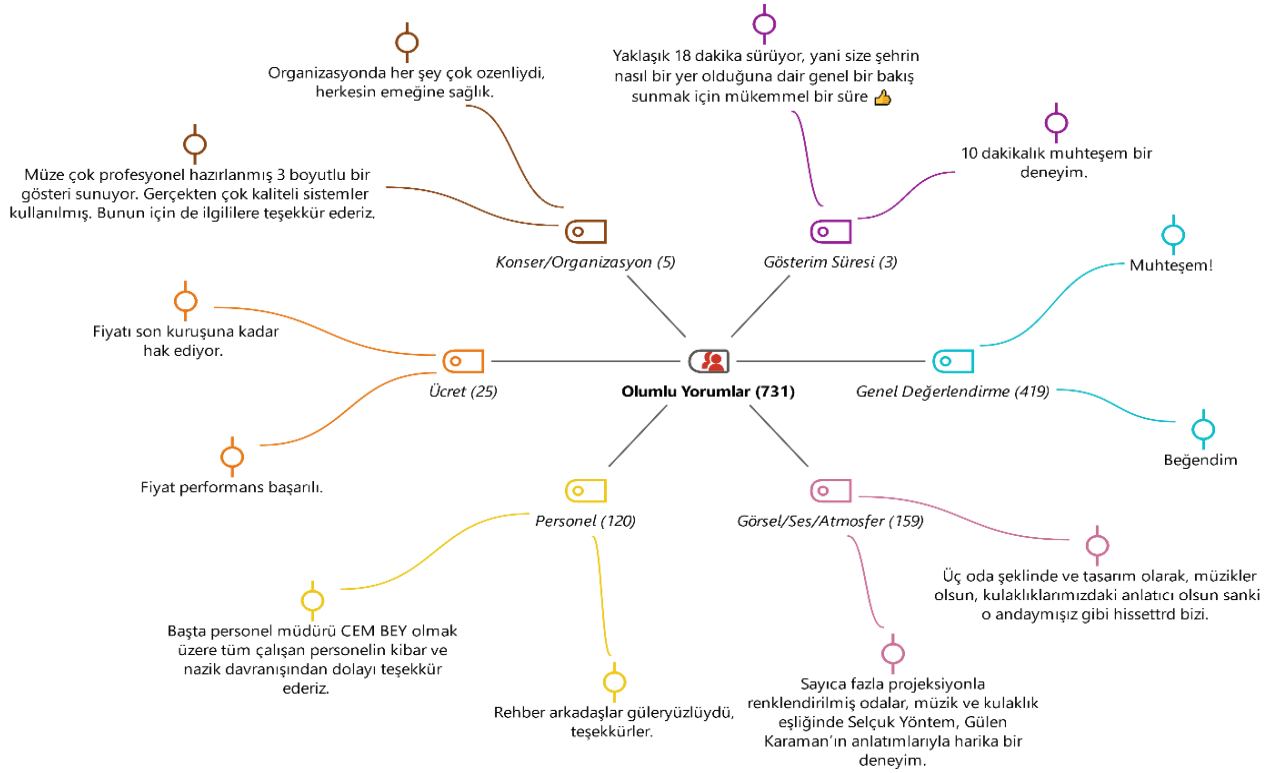 Organizasyonda her şey çok ozenliydi,
herkesin emeğine sağlık.
Yaklaşık 18 dakika sürüyor, yani size şehrin
nasıl bir yer olduğuna dair genel bir bakış
sunmak için mükemmel bir süre 👍
Müze çok profesyonel hazırlanmış 3 boyutlu bir
gösteri sunuyor. Gerçekten çok kaliteli sistemler
kullanılmış. Bunun için de ilgililere teşekkür ederiz.
10 dakikalık muhteşem bir
deneyim.
Konser/Organizasyon (5)
Gösterim Süresi (3)
Muhteşem!
Fiyatı son kuruşuna kadar
hak ediyor.
Ücret (25)
Olumlu Yorumlar (731)
Genel Değerlendirme (419)
Beğendim
Fiyat performans başarılı.
Personel (120)
Görsel/Ses/Atmosfer (159)
Üç oda şeklinde ve tasarım olarak, müzikler
olsun, kulaklıklarımızdaki anlatıcı olsun sanki
o andaymışız gibi hissettrd bizi.
Başta personel müdürü CEM BEY olmak
üzere tüm çalışan personelin kibar ve
nazik davranışından dolayı teşekkür
ederiz.
Rehber arkadaşlar güleryüzlüydü,
teşekkürler.
Sayıca fazla projeksiyonla
renklendirilmiş odalar, müzik ve kulaklık
eşliğinde Selçuk Yöntem, Gülen
Karaman'ın anlatımlarıyla harika bir
deneyim.